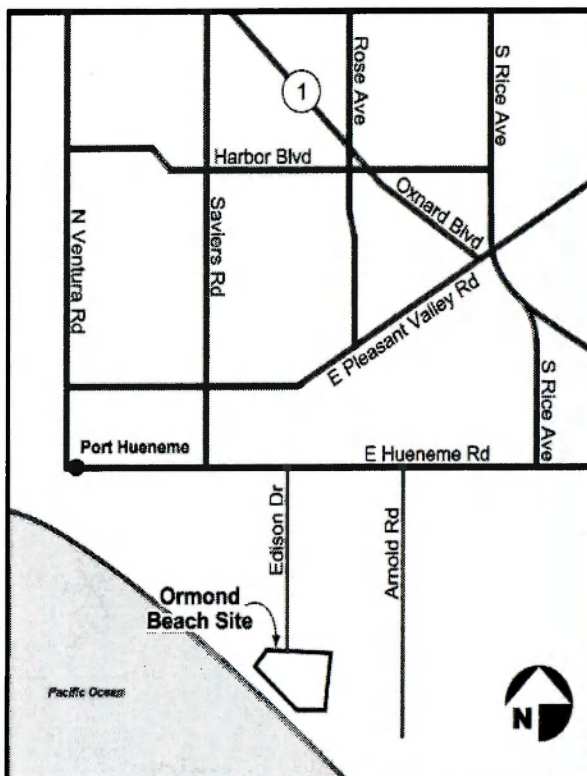 1
Rose Ave
S Rice Ave
Harbor Blvd
Oxnard Blvd
N Ventura Rd
Saviers Rd
E Pleasant Valley Rd
S Rice Ave
Port Hueneme
E Hueneme Rd
Edison Dr
Arnold Rd
Ormond
Beach Site
Pacific Ocean
N